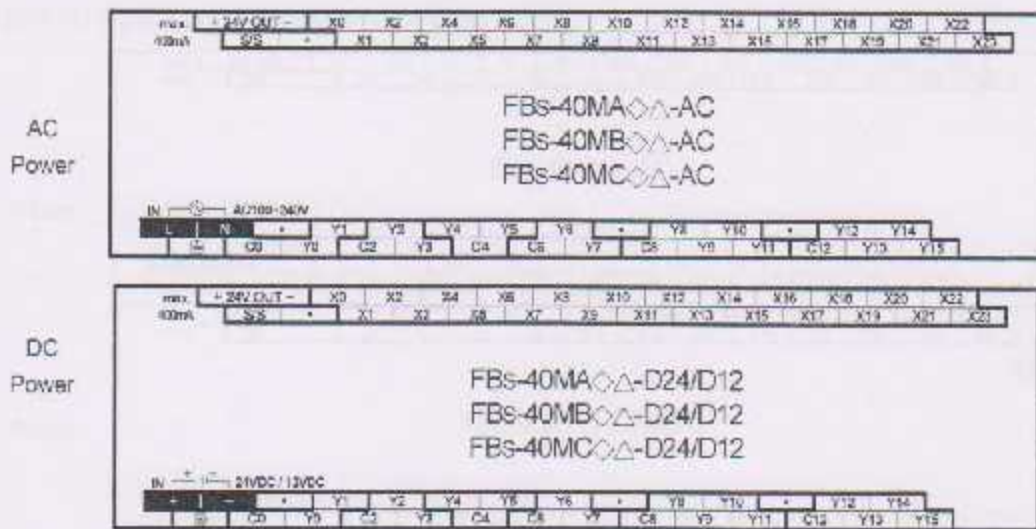 max. + 24V OUT – X0 X2 X4 X6 X8 X10 X12 X14 X16 X18 X20 X22
400mA S/S • X1 X3 X5 X7 X9 X11 X13 X15 X17 X19 X21 X23
AC
Power
FBs-40MA◇△-AC
FBs-40MB◇△-AC
FBs-40MC◇△-AC
IN AC100~240V
L N • Y1 Y3 Y4 Y5 Y6 • Y8 Y10 • Y12 Y14
C0 Y0 C2 Y3 C4 C6 Y7 C8 Y9 Y11 C12 Y13 Y15
max. + 24V OUT – X0 X2 X4 X6 X8 X10 X12 X14 X16 X18 X20 X22
400mA S/S • X1 X3 X5 X7 X9 X11 X13 X15 X17 X19 X21 X23
DC
Power
FBs-40MA◇△-D24/D12
FBs-40MB◇△-D24/D12
FBs-40MC◇△-D24/D12
IN + – 24VDC / 12VDC
+ – • Y1 Y2 Y4 Y5 Y6 • Y8 Y10 • Y12 Y14
C0 Y0 C2 Y3 C4 C6 Y7 C8 Y9 Y11 C12 Y13 Y15